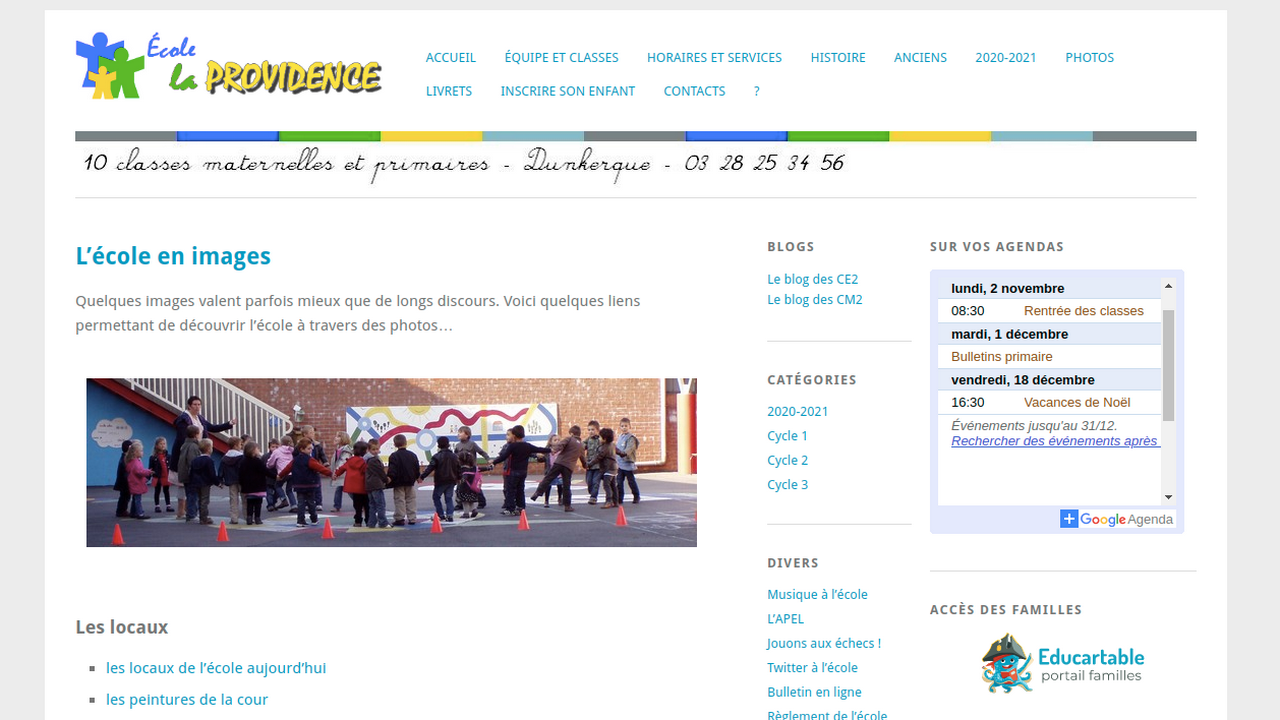 École
la PROVIDENCE
ACCUEIL ÉQUIPE ET CLASSES HORAIRES ET SERVICES HISTOIRE ANCIENS 2020-2021 PHOTOS
LIVRETS INSCRIRE SON ENFANT CONTACTS ?
10 classes maternelles et primaires - Dunkerque - 03 28 25 34 56
L’école en images
Quelques images valent parfois mieux que de longs discours. Voici quelques liens
permettant de découvrir l’école à travers des photos…
Les locaux
les locaux de l’école aujourd’hui
les peintures de la cour
BLOGS
Le blog des CE2
Le blog des CM2
CATÉGORIES
2020-2021
Cycle 1
Cycle 2
Cycle 3
DIVERS
Musique à l’école
L’APEL
Jouons aux échecs !
Twitter à l’école
Bulletin en ligne
Règlement de l’école
SUR VOS AGENDAS
lundi, 2 novembre
08:30 Rentrée des classes
mardi, 1 décembre
Bulletins primaire
vendredi, 18 décembre
16:30 Vacances de Noël
Événements jusqu'au 31/12.
Rechercher des événements après
Google Agenda
ACCÈS DES FAMILLES
Educartable
portail familles